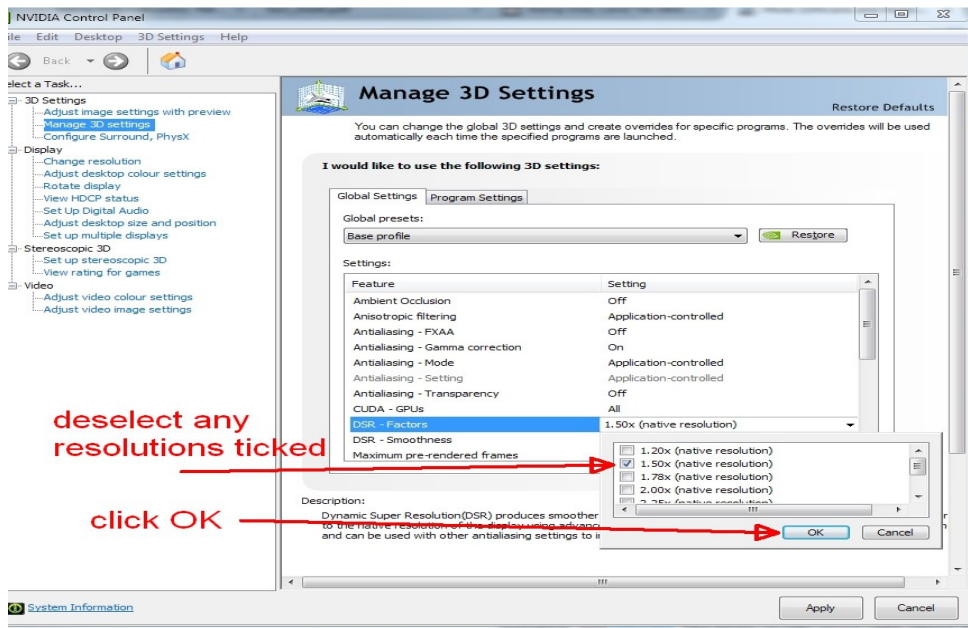 NVIDIA Control Panel
ile Edit Desktop 3D Settings Help
Back
elect a Task...
3D Settings
Adjust image settings with preview
Manage 3D settings
Configure Surround, PhysX
Display
Change resolution
Adjust desktop colour settings
Rotate display
View HDCP status
Set Up Digital Audio
Adjust desktop size and position
Set up multiple displays
Stereoscopic 3D
Set up stereoscopic 3D
View rating for games
Video
Adjust video colour settings
Adjust video image settings
deselect any
resolutions ticked
click OK
System Information
Manage 3D Settings
Restore Defaults
You can change the global 3D settings and create overrides for specific programs. The overrides will be used
automatically each time the specified programs are launched.
I would like to use the following 3D settings:
Global Settings Program Settings
Global presets:
Base profile Restore
Settings:
Feature Setting
Ambient Occlusion Off
Anisotropic filtering Application-controlled
Antialiasing - FXAA Off
Antialiasing - Gamma correction On
Antialiasing - Mode Application-controlled
Antialiasing - Setting Application-controlled
Antialiasing - Transparency Off
CUDA - GPUs All
DSR - Factors 1.50x (native resolution)
DSR - Smoothness
Maximum pre-rendered frames
1.20x (native resolution)
1.50x (native resolution)
1.78x (native resolution)
2.00x (native resolution)
2.25x (native resolution)
OK Cancel
Description:
Dynamic Super Resolution(DSR) produces smoother
to the native resolution of the display using advanc
and can be used with other antialiasing settings to i
Apply Cancel